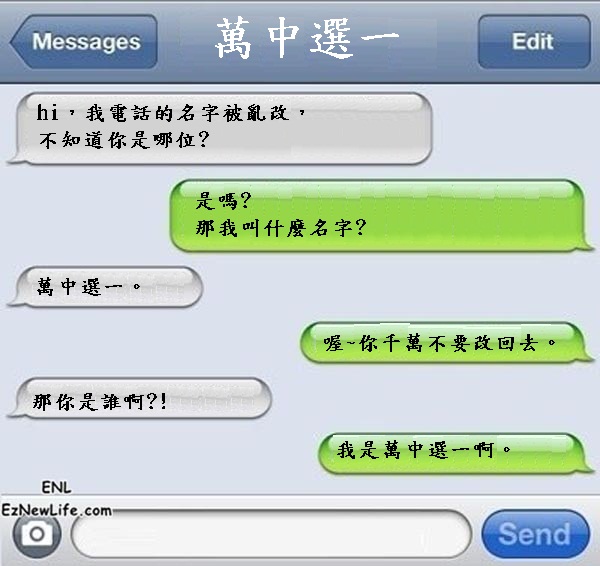 Messages
萬中選一
Edit
hi，我電話的名字被亂改，
不知道你是哪位?
是嗎?
那我叫什麼名字?
萬中選一。
喔~你千萬不要改回去。
那你是誰啊?!
我是萬中選一啊。
ENL
EzNewLife.com
Send